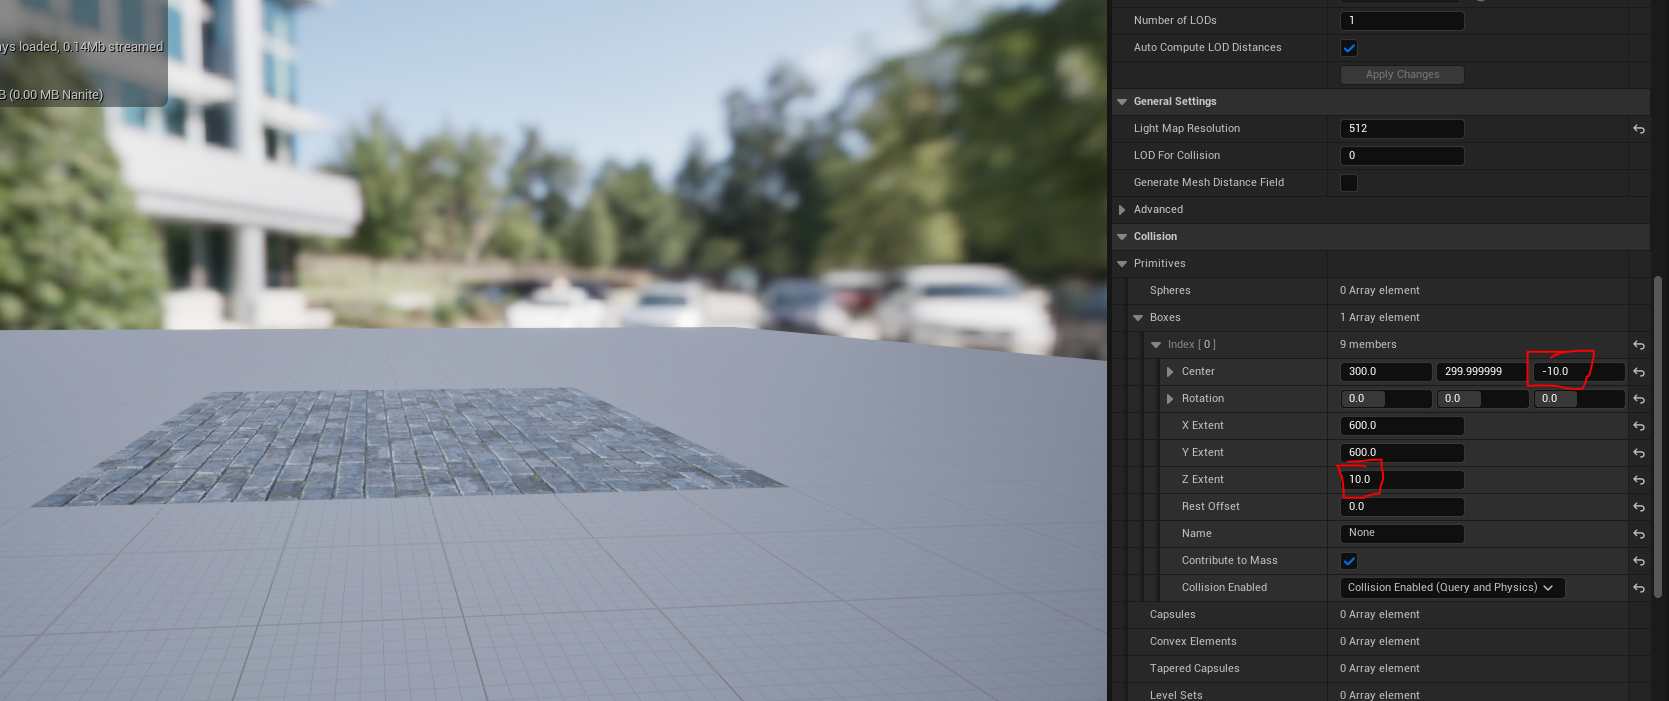 ys loaded, 0.14Mb streamed
B (0.00 MB Nanite)
Number of LODs 1
Auto Compute LOD Distances
Apply Changes
General Settings
Light Map Resolution 512
LOD For Collision 0
Generate Mesh Distance Field
Advanced
Collision
Primitives
Spheres 0 Array element
Boxes 1 Array element
Index [ 0 ] 9 members
Center 300.0 299.999999 -10.0
Rotation 0.0 0.0 0.0
X Extent 600.0
Y Extent 600.0
Z Extent 10.0
Rest Offset 0.0
Name None
Contribute to Mass
Collision Enabled Collision Enabled (Query and Physics)
Capsules 0 Array element
Convex Elements 0 Array element
Tapered Capsules 0 Array element
Level Sets 0 Array element